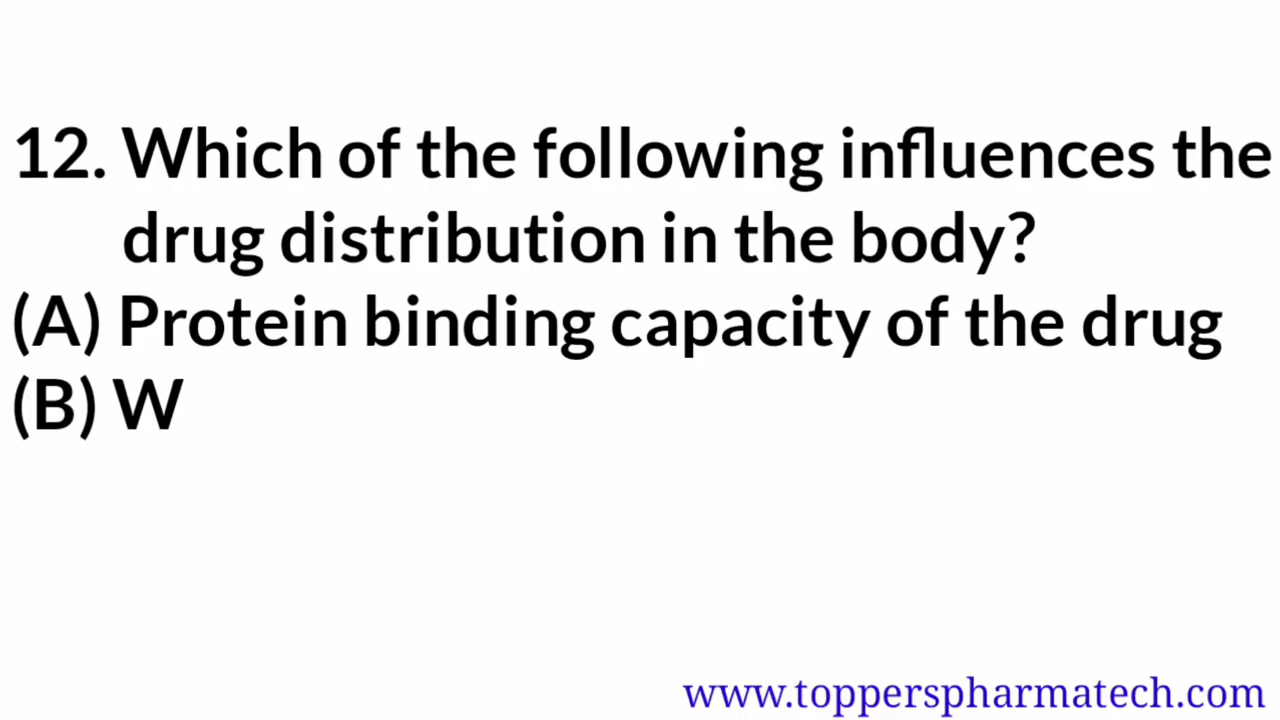 12. Which of the following influences the
drug distribution in the body?
(A) Protein binding capacity of the drug
(B) W
www.topperspharmatech.com